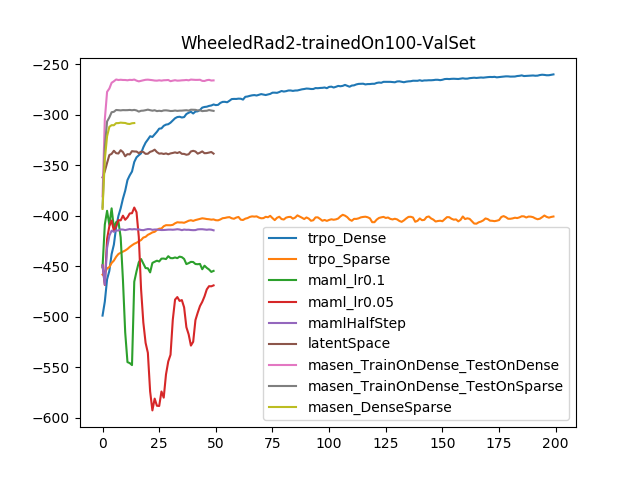 WheeledRad2-trainedOn100-ValSet
−250
−300
−350
−400
−450
−500
−550
−600
0
25
50
75
100
125
150
175
200
trpo_Dense
trpo_Sparse
maml_lr0.1
maml_lr0.05
mamlHalfStep
latentSpace
masen_TrainOnDense_TestOnDense
masen_TrainOnDense_TestOnSparse
masen_DenseSparse